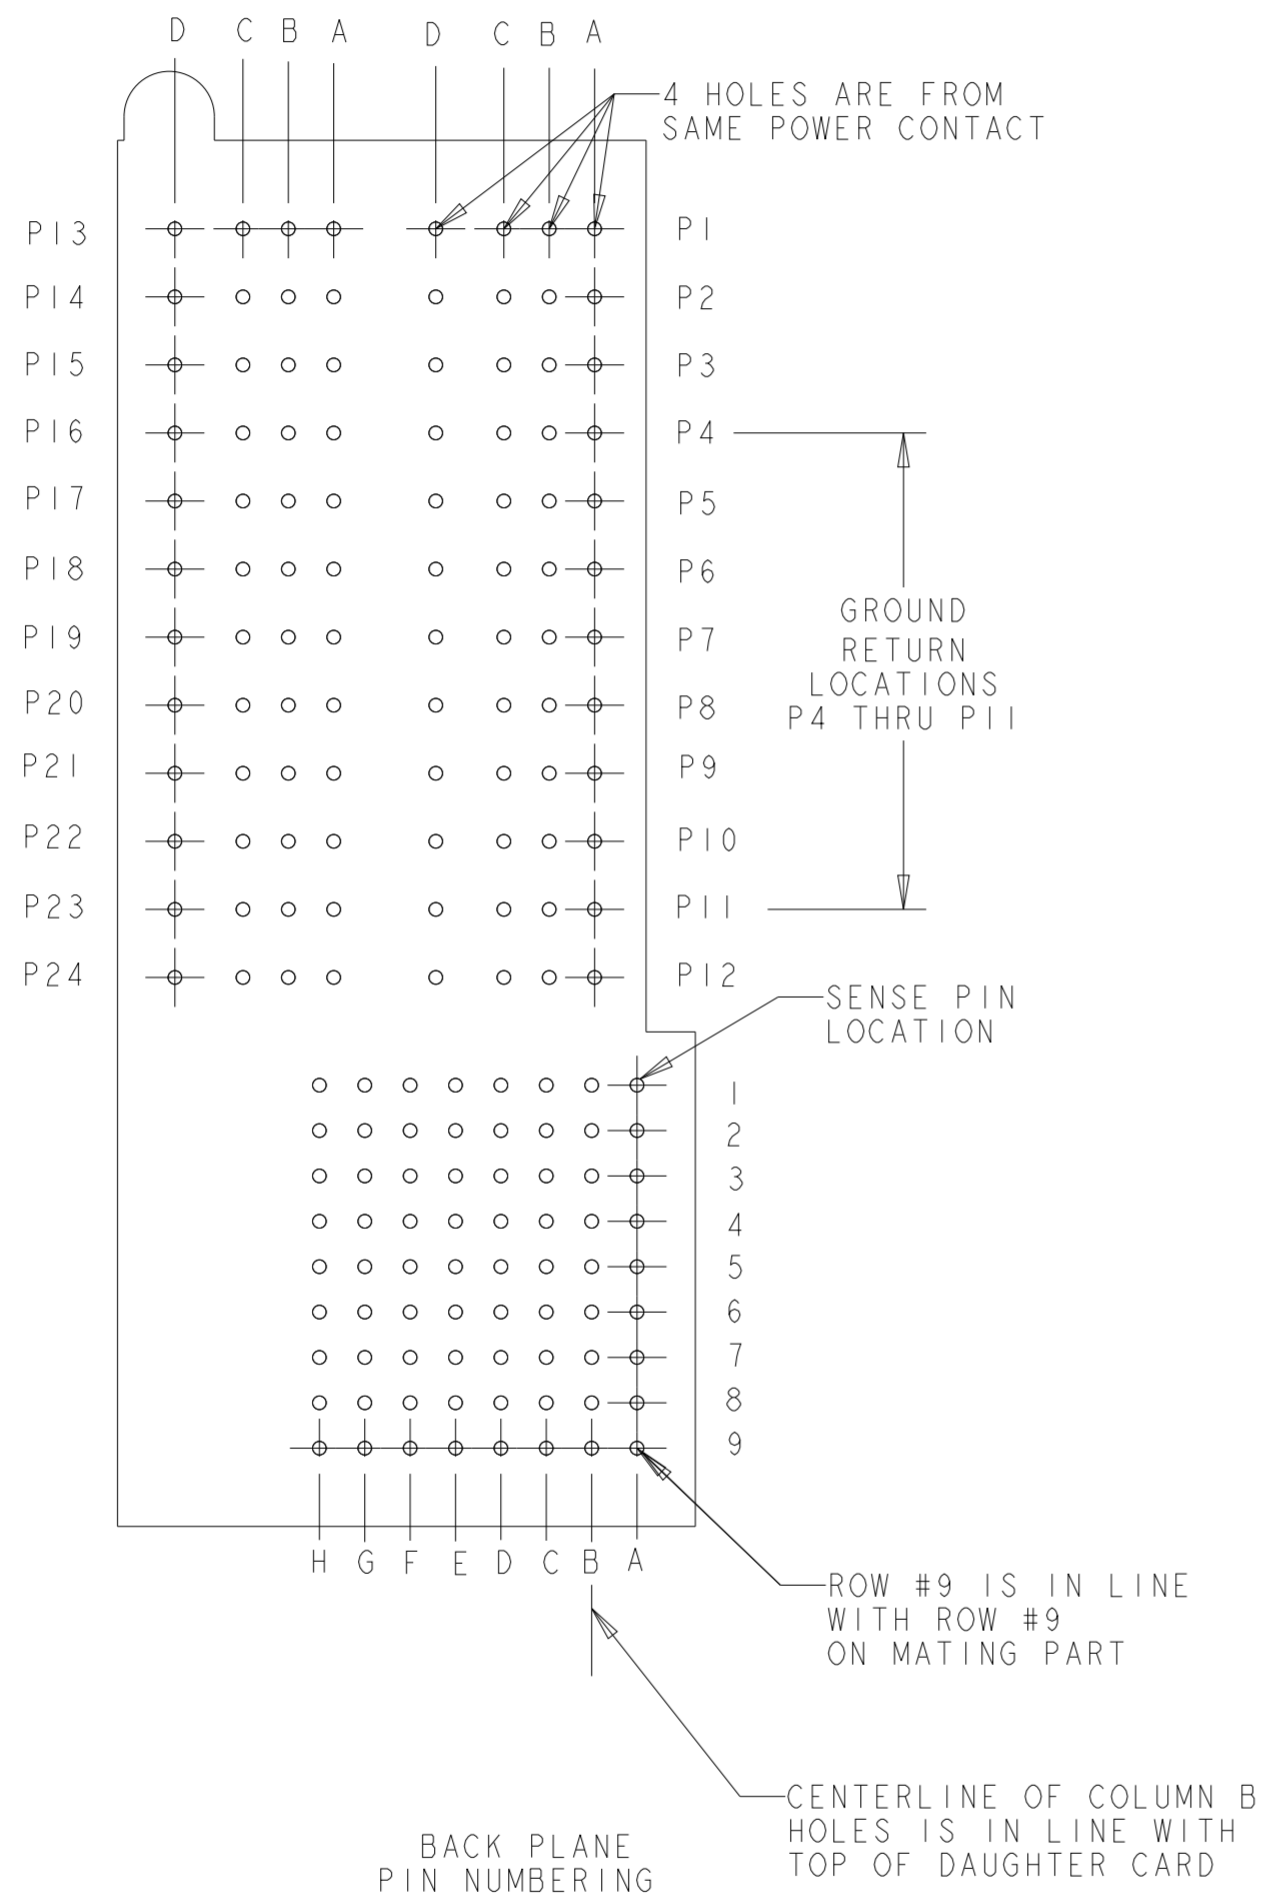 D C B A D C B A
4 HOLES ARE FROM
SAME POWER CONTACT
P13 P1
P14 P2
P15 P3
P16 P4
P17 P5
P18 P6
P19 P7
P20 P8
P21 P9
P22 P10
P23 P11
P24 P12
GROUND
RETURN
LOCATIONS
P4 THRU P11
SENSE PIN
LOCATION
1
2
3
4
5
6
7
8
9
H G F E D C B A
ROW #9 IS IN LINE
WITH ROW #9
ON MATING PART
CENTERLINE OF COLUMN B
HOLES IS IN LINE WITH
TOP OF DAUGHTER CARD
BACK PLANE
PIN NUMBERING